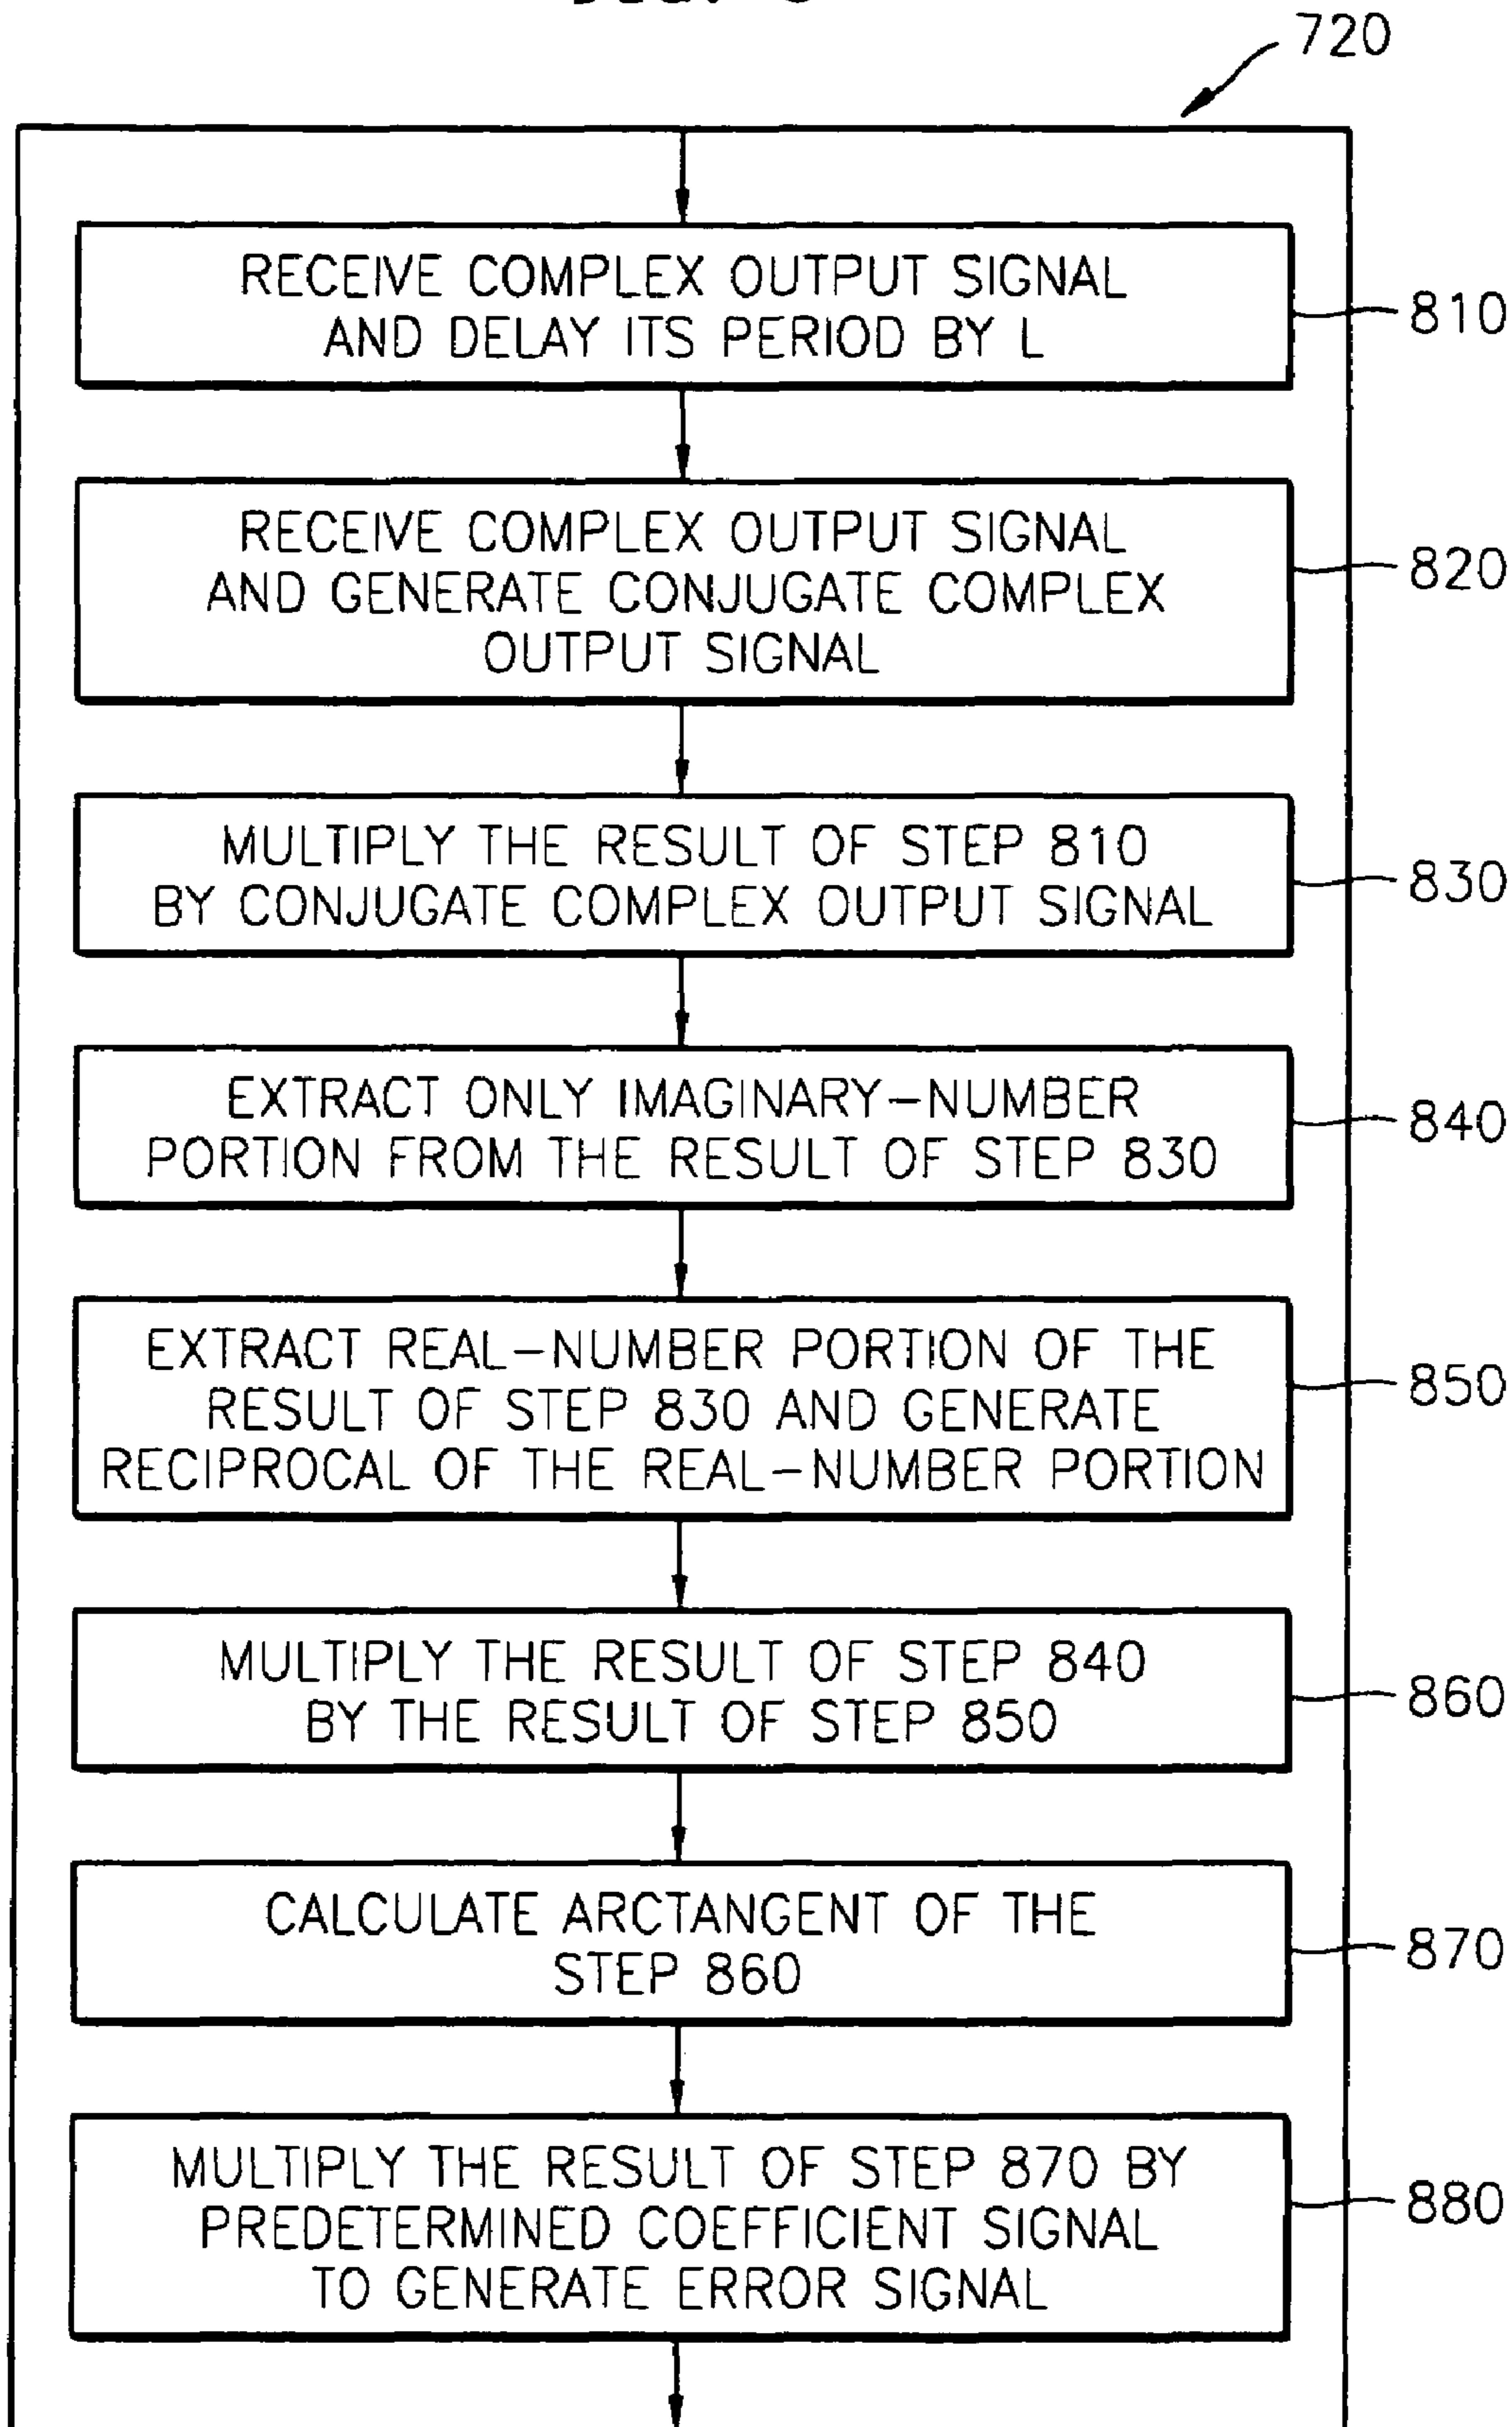 720
RECEIVE COMPLEX OUTPUT SIGNAL
AND DELAY ITS PERIOD BY L
810
RECEIVE COMPLEX OUTPUT SIGNAL
AND GENERATE CONJUGATE COMPLEX
OUTPUT SIGNAL
820
MULTIPLY THE RESULT OF STEP 810
BY CONJUGATE COMPLEX OUTPUT SIGNAL
830
EXTRACT ONLY IMAGINARY-NUMBER
PORTION FROM THE RESULT OF STEP 830
840
EXTRACT REAL-NUMBER PORTION OF THE
RESULT OF STEP 830 AND GENERATE
RECIPROCAL OF THE REAL-NUMBER PORTION
850
MULTIPLY THE RESULT OF STEP 840
BY THE RESULT OF STEP 850
860
CALCULATE ARCTANGENT OF THE
STEP 860
870
MULTIPLY THE RESULT OF STEP 870 BY
PREDETERMINED COEFFICIENT SIGNAL
TO GENERATE ERROR SIGNAL
880